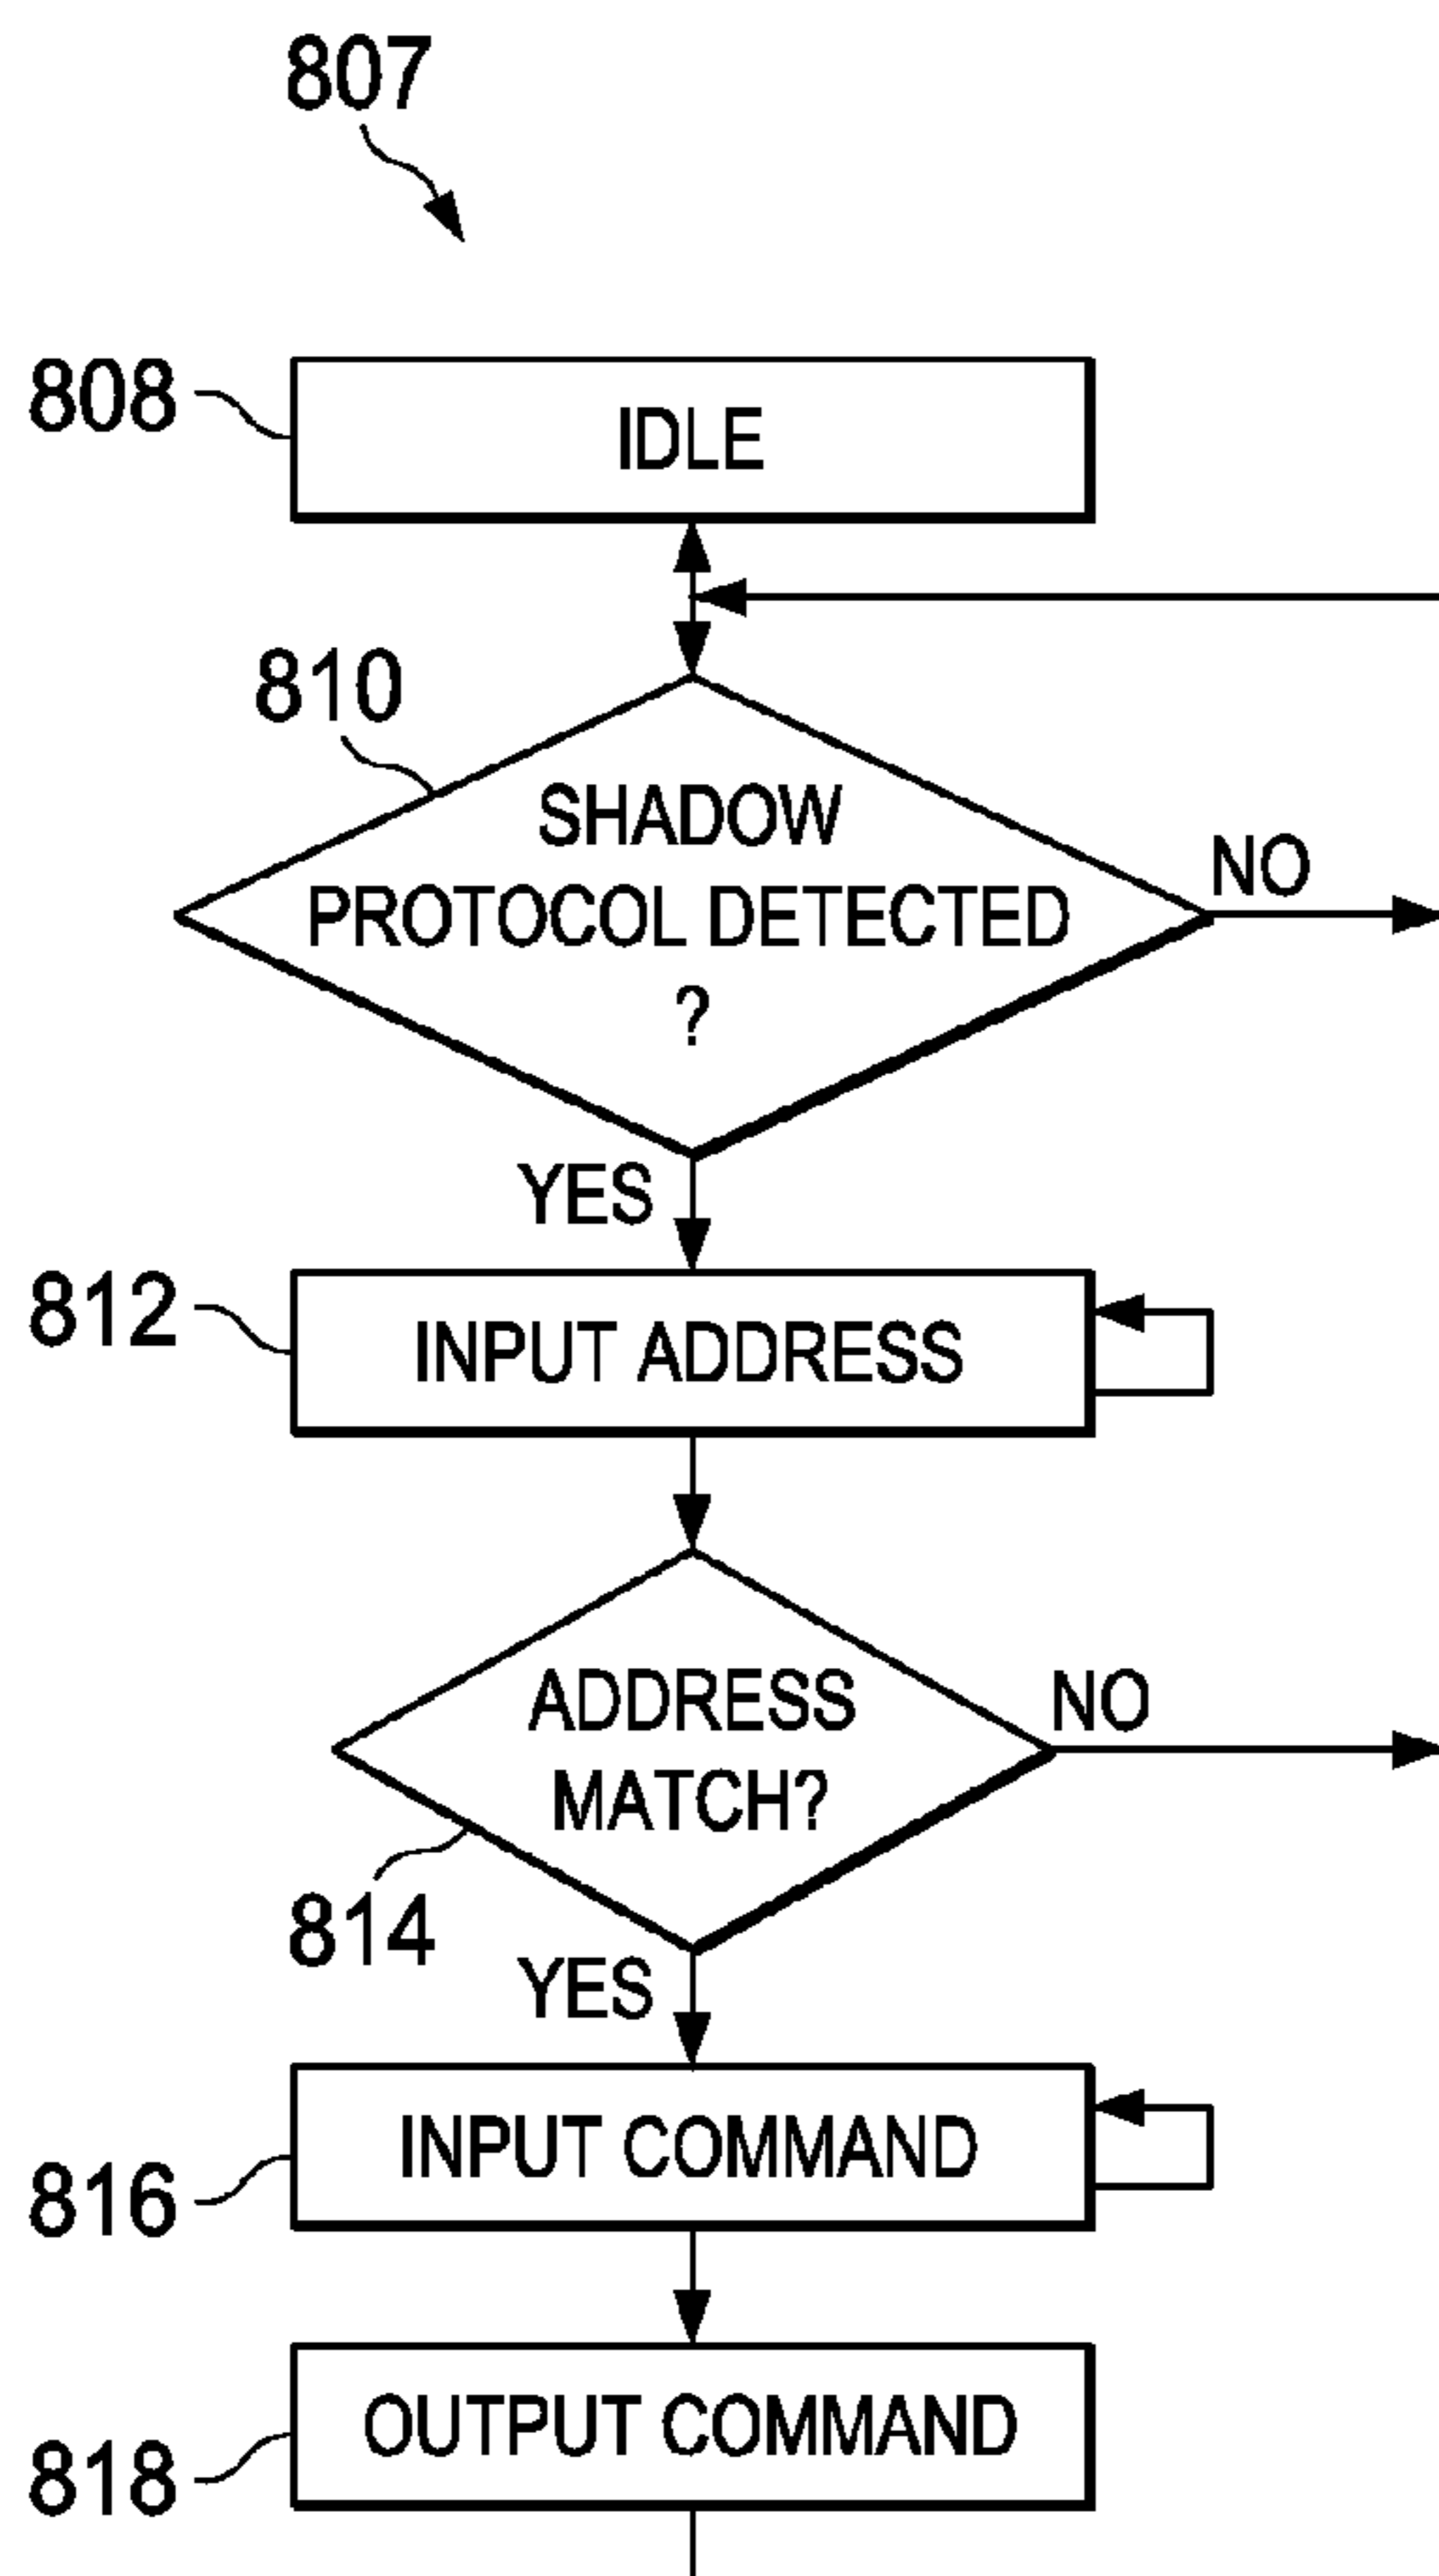 807
808
IDLE
810
SHADOW
PROTOCOL DETECTED
?
NO
YES
812
INPUT ADDRESS
ADDRESS
MATCH?
NO
814
YES
INPUT COMMAND
816
OUTPUT COMMAND
818